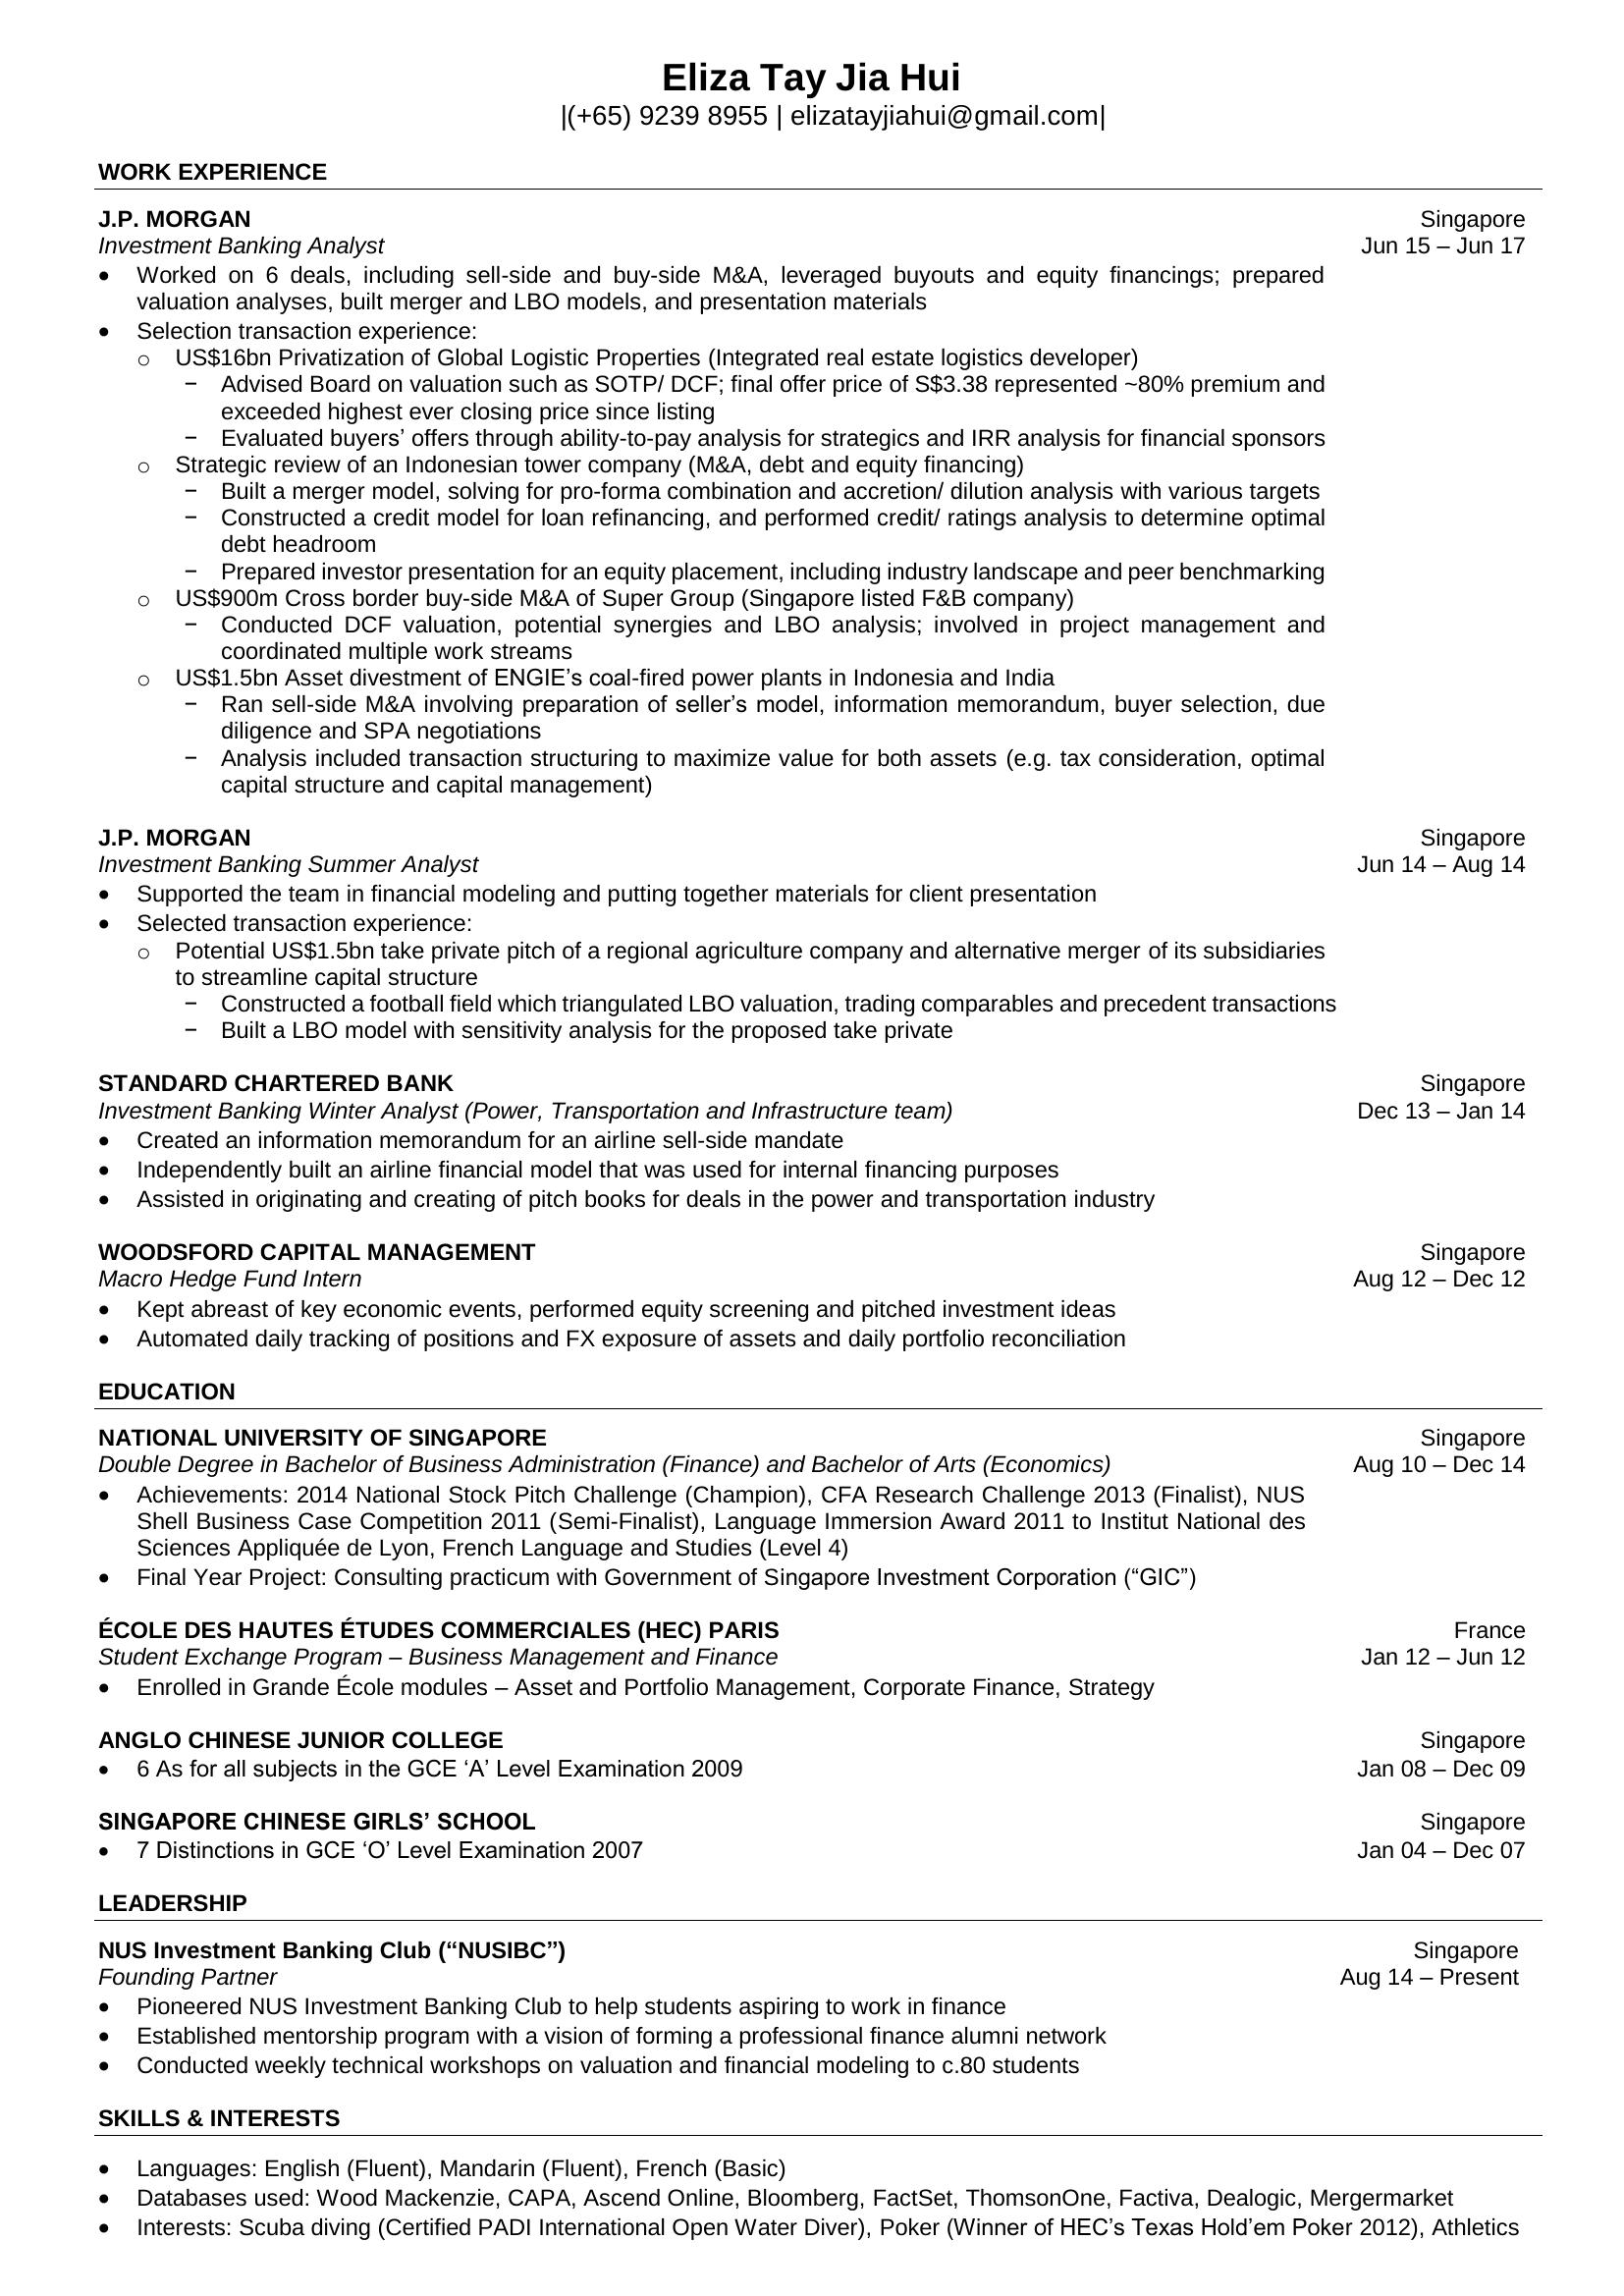 Eliza Tay Jia Hui
|(+65) 9239 8955 | elizatayjiahui@gmail.com|
WORK EXPERIENCE
J.P. MORGAN Singapore
Investment Banking Analyst Jun 15 – Jun 17
• Worked on 6 deals, including sell-side and buy-side M&A, leveraged buyouts and equity financings; prepared
valuation analyses, built merger and LBO models, and presentation materials
• Selection transaction experience:
o US$16bn Privatization of Global Logistic Properties (Integrated real estate logistics developer)
− Advised Board on valuation such as SOTP/ DCF; final offer price of S$3.38 represented ~80% premium and
exceeded highest ever closing price since listing
− Evaluated buyers’ offers through ability-to-pay analysis for strategics and IRR analysis for financial sponsors
o Strategic review of an Indonesian tower company (M&A, debt and equity financing)
− Built a merger model, solving for pro-forma combination and accretion/ dilution analysis with various targets
− Constructed a credit model for loan refinancing, and performed credit/ ratings analysis to determine optimal
debt headroom
− Prepared investor presentation for an equity placement, including industry landscape and peer benchmarking
o US$900m Cross border buy-side M&A of Super Group (Singapore listed F&B company)
− Conducted DCF valuation, potential synergies and LBO analysis; involved in project management and
coordinated multiple work streams
o US$1.5bn Asset divestment of ENGIE’s coal-fired power plants in Indonesia and India
− Ran sell-side M&A involving preparation of seller’s model, information memorandum, buyer selection, due
diligence and SPA negotiations
− Analysis included transaction structuring to maximize value for both assets (e.g. tax consideration, optimal
capital structure and capital management)
J.P. MORGAN Singapore
Investment Banking Summer Analyst Jun 14 – Aug 14
• Supported the team in financial modeling and putting together materials for client presentation
• Selected transaction experience:
o Potential US$1.5bn take private pitch of a regional agriculture company and alternative merger of its subsidiaries
to streamline capital structure
− Constructed a football field which triangulated LBO valuation, trading comparables and precedent transactions
− Built a LBO model with sensitivity analysis for the proposed take private
STANDARD CHARTERED BANK Singapore
Investment Banking Winter Analyst (Power, Transportation and Infrastructure team) Dec 13 – Jan 14
• Created an information memorandum for an airline sell-side mandate
• Independently built an airline financial model that was used for internal financing purposes
• Assisted in originating and creating of pitch books for deals in the power and transportation industry
WOODSFORD CAPITAL MANAGEMENT Singapore
Macro Hedge Fund Intern Aug 12 – Dec 12
• Kept abreast of key economic events, performed equity screening and pitched investment ideas
• Automated daily tracking of positions and FX exposure of assets and daily portfolio reconciliation
EDUCATION
NATIONAL UNIVERSITY OF SINGAPORE Singapore
Double Degree in Bachelor of Business Administration (Finance) and Bachelor of Arts (Economics) Aug 10 – Dec 14
• Achievements: 2014 National Stock Pitch Challenge (Champion), CFA Research Challenge 2013 (Finalist), NUS
Shell Business Case Competition 2011 (Semi-Finalist), Language Immersion Award 2011 to Institut National des
Sciences Appliquée de Lyon, French Language and Studies (Level 4)
• Final Year Project: Consulting practicum with Government of Singapore Investment Corporation (“GIC”)
ÉCOLE DES HAUTES ÉTUDES COMMERCIALES (HEC) PARIS France
Student Exchange Program – Business Management and Finance Jan 12 – Jun 12
• Enrolled in Grande École modules – Asset and Portfolio Management, Corporate Finance, Strategy
ANGLO CHINESE JUNIOR COLLEGE Singapore
• 6 As for all subjects in the GCE ‘A’ Level Examination 2009 Jan 08 – Dec 09
SINGAPORE CHINESE GIRLS’ SCHOOL Singapore
• 7 Distinctions in GCE ‘O’ Level Examination 2007 Jan 04 – Dec 07
LEADERSHIP
NUS Investment Banking Club (“NUSIBC”) Singapore
Founding Partner Aug 14 – Present
• Pioneered NUS Investment Banking Club to help students aspiring to work in finance
• Established mentorship program with a vision of forming a professional finance alumni network
• Conducted weekly technical workshops on valuation and financial modeling to c.80 students
SKILLS & INTERESTS
• Languages: English (Fluent), Mandarin (Fluent), French (Basic)
• Databases used: Wood Mackenzie, CAPA, Ascend Online, Bloomberg, FactSet, ThomsonOne, Factiva, Dealogic, Mergermarket
• Interests: Scuba diving (Certified PADI International Open Water Diver), Poker (Winner of HEC’s Texas Hold’em Poker 2012), Athletics